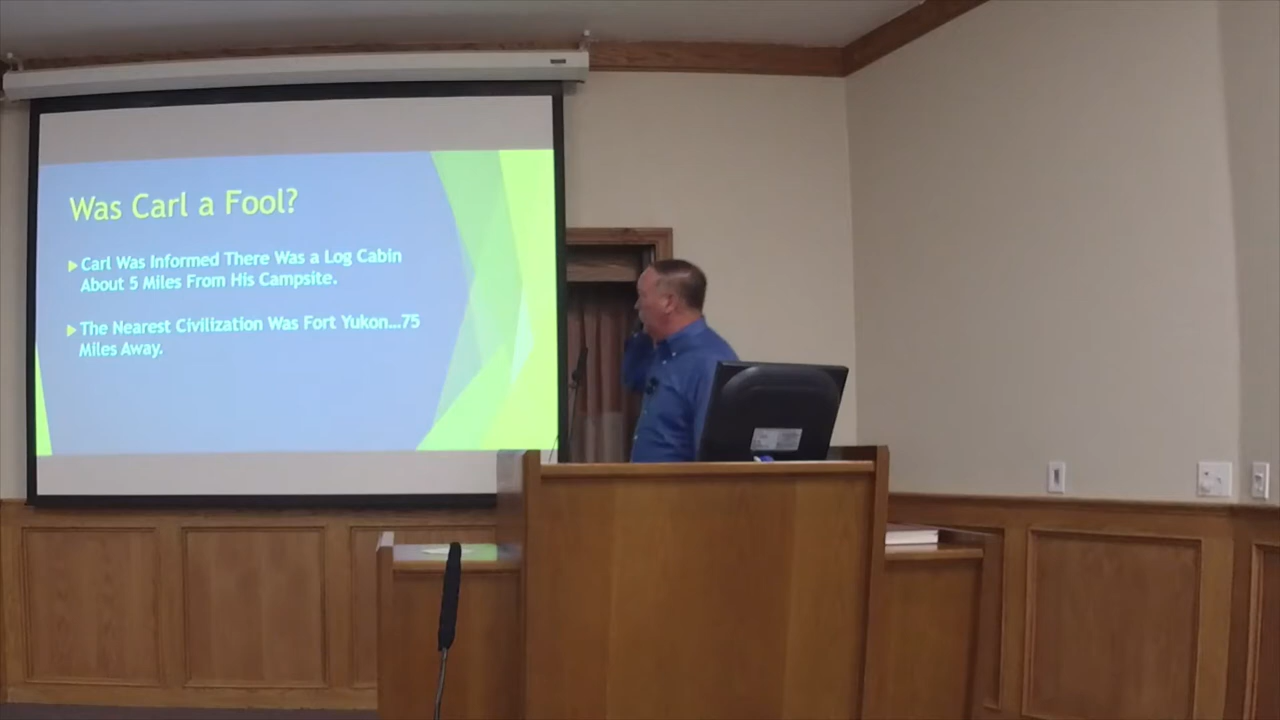 Was Carl a Fool?
Carl Was Informed There Was a Log Cabin
About 5 Miles From His Campsite.
The Nearest Civilization Was Fort Yukon...75
Miles Away.